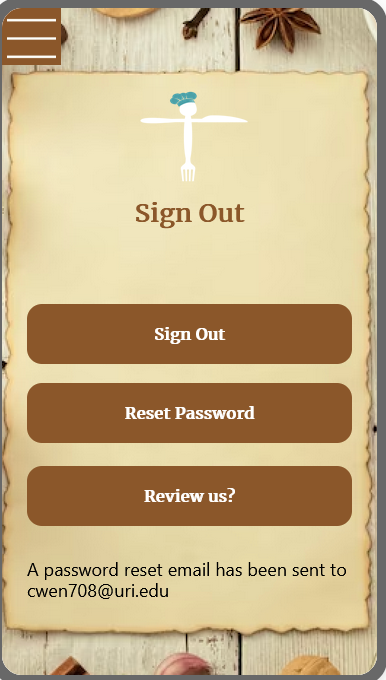 Sign Out
Sign Out
Reset Password
Review us?
A password reset email has been sent to
cwen708@uri.edu